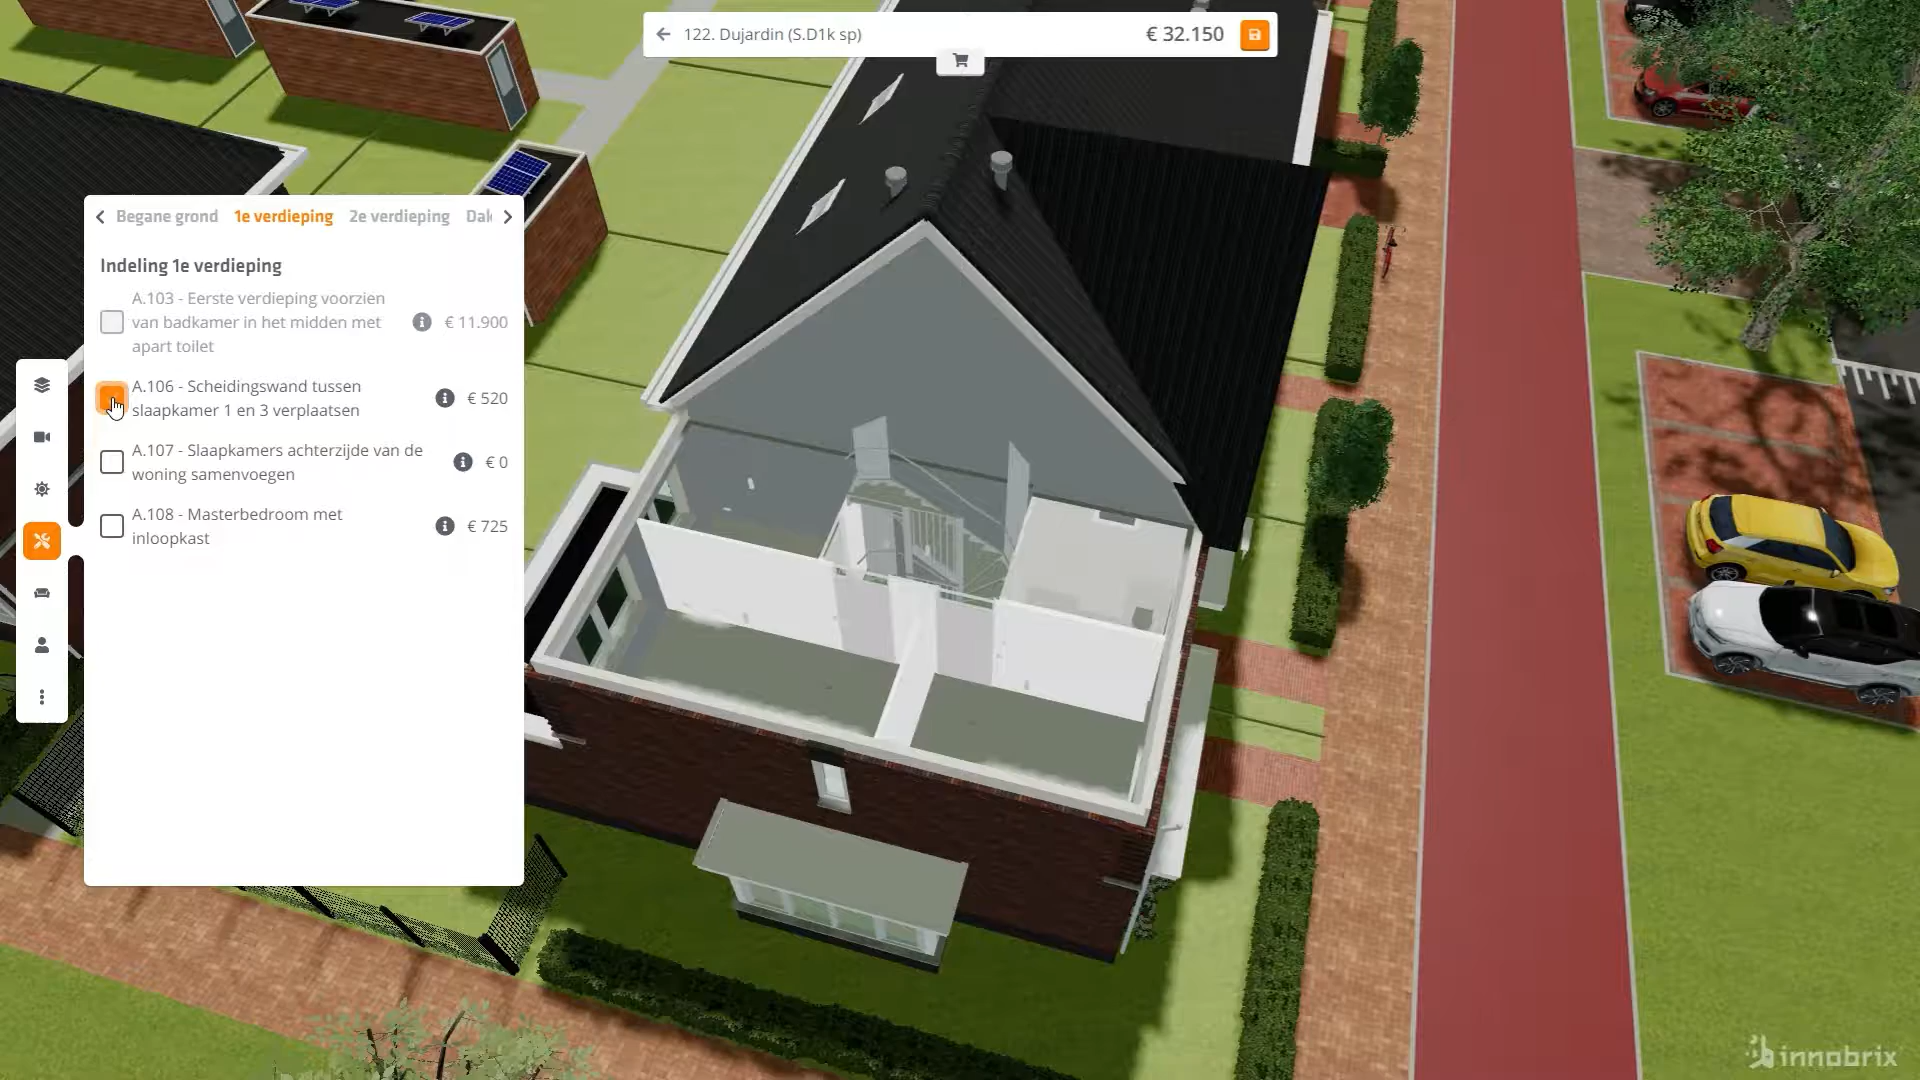 122. Dujardin (S.D1k sp)
€ 32.150
Begane grond
1e verdieping
2e verdieping
Dak
Indeling 1e verdieping
A.103 - Eerste verdieping voorzien
van badkamer in het midden met
apart toilet
€ 11.900
A.106 - Scheidingswand tussen
slaapkamer 1 en 3 verplaatsen
€ 520
A.107 - Slaapkamers achterzijde van de
woning samenvoegen
€ 0
A.108 - Masterbedroom met
inloopkast
€ 725
innobrix